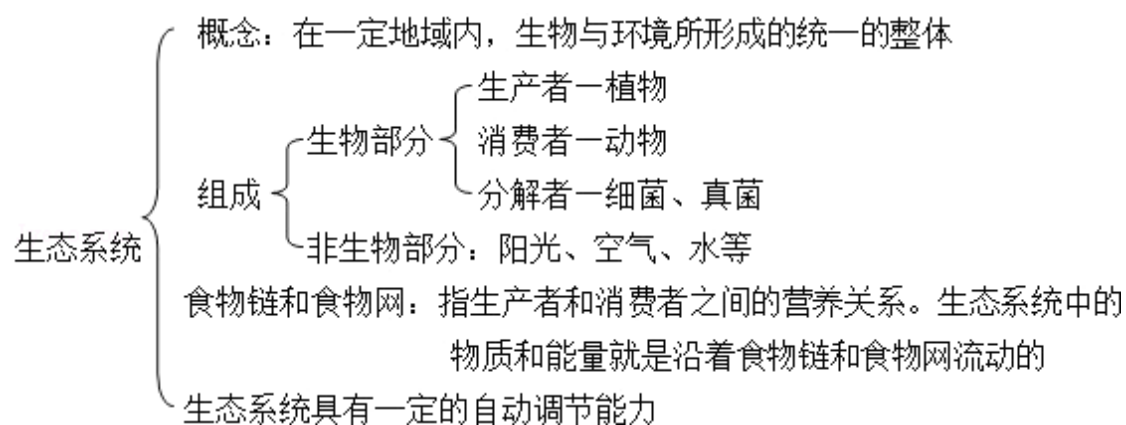 概念：在一定地域内，生物与环境所形成的统一的整体
生产者—植物
生物部分
消费者—动物
组成
分解者—细菌、真菌
生态系统
非生物部分：阳光、空气、水等
食物链和食物网：指生产者和消费者之间的营养关系。生态系统中的
物质和能量就是沿着食物链和食物网流动的
生态系统具有一定的自动调节能力